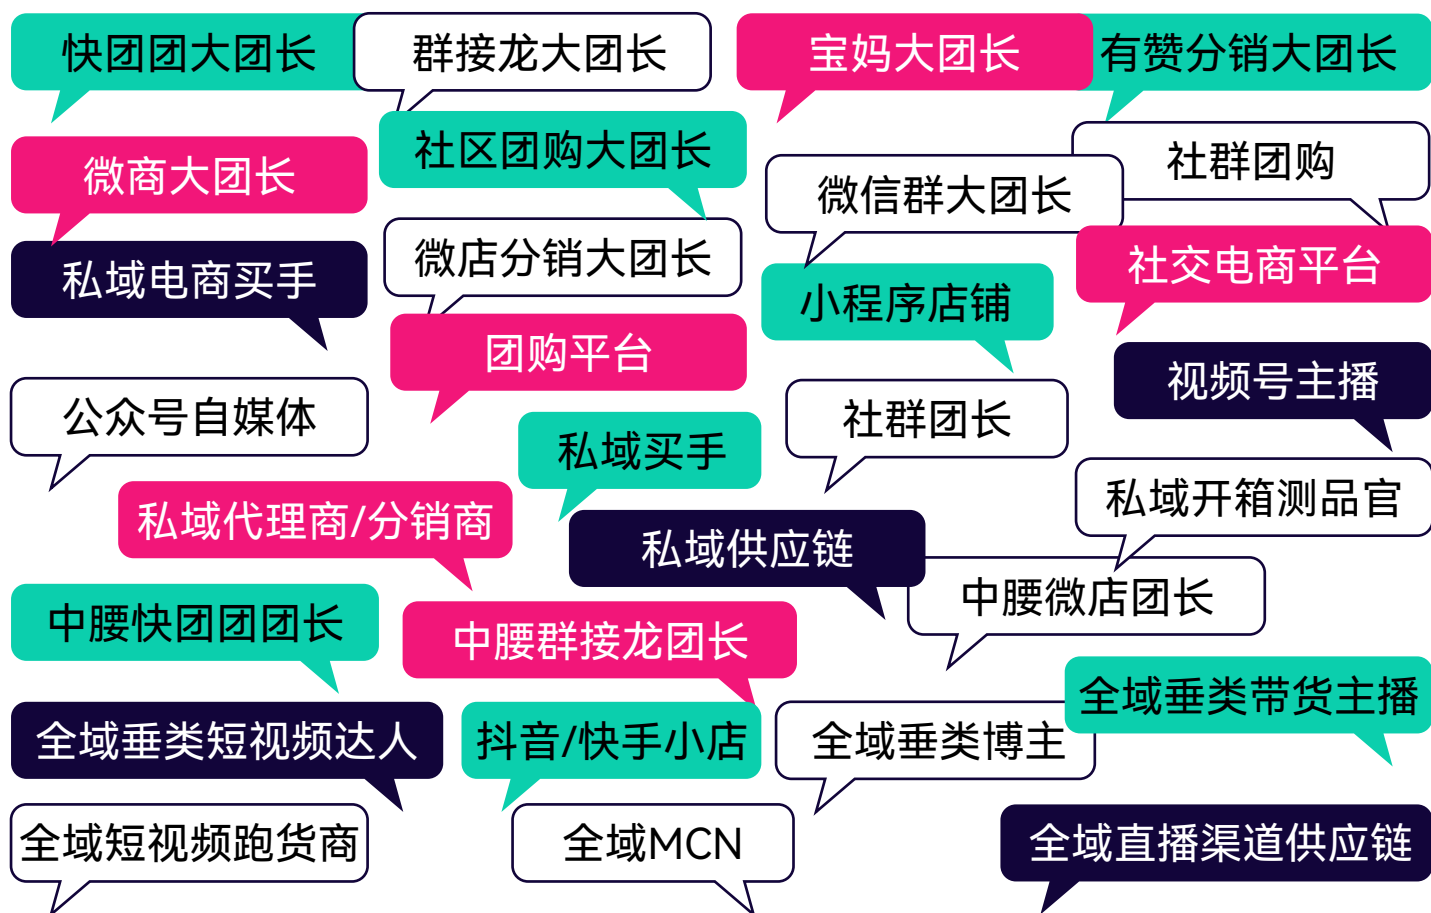 快团团大团长
群接龙大团长
宝妈大团长
有赞分销大团长
微商大团长
社区团购大团长
微信群大团长
社群团购
私域电商买手
微店分销大团长
小程序店铺
社交电商平台
团购平台
视频号主播
公众号自媒体
私域买手
社群团长
私域开箱测品官
私域代理商/分销商
私域供应链
中腰微店团长
中腰快团团团长
中腰群接龙团长
全域垂类带货主播
全域垂类短视频达人
抖音/快手小店
全域垂类博主
全域短视频跑货商
全域MCN
全域直播渠道供应链